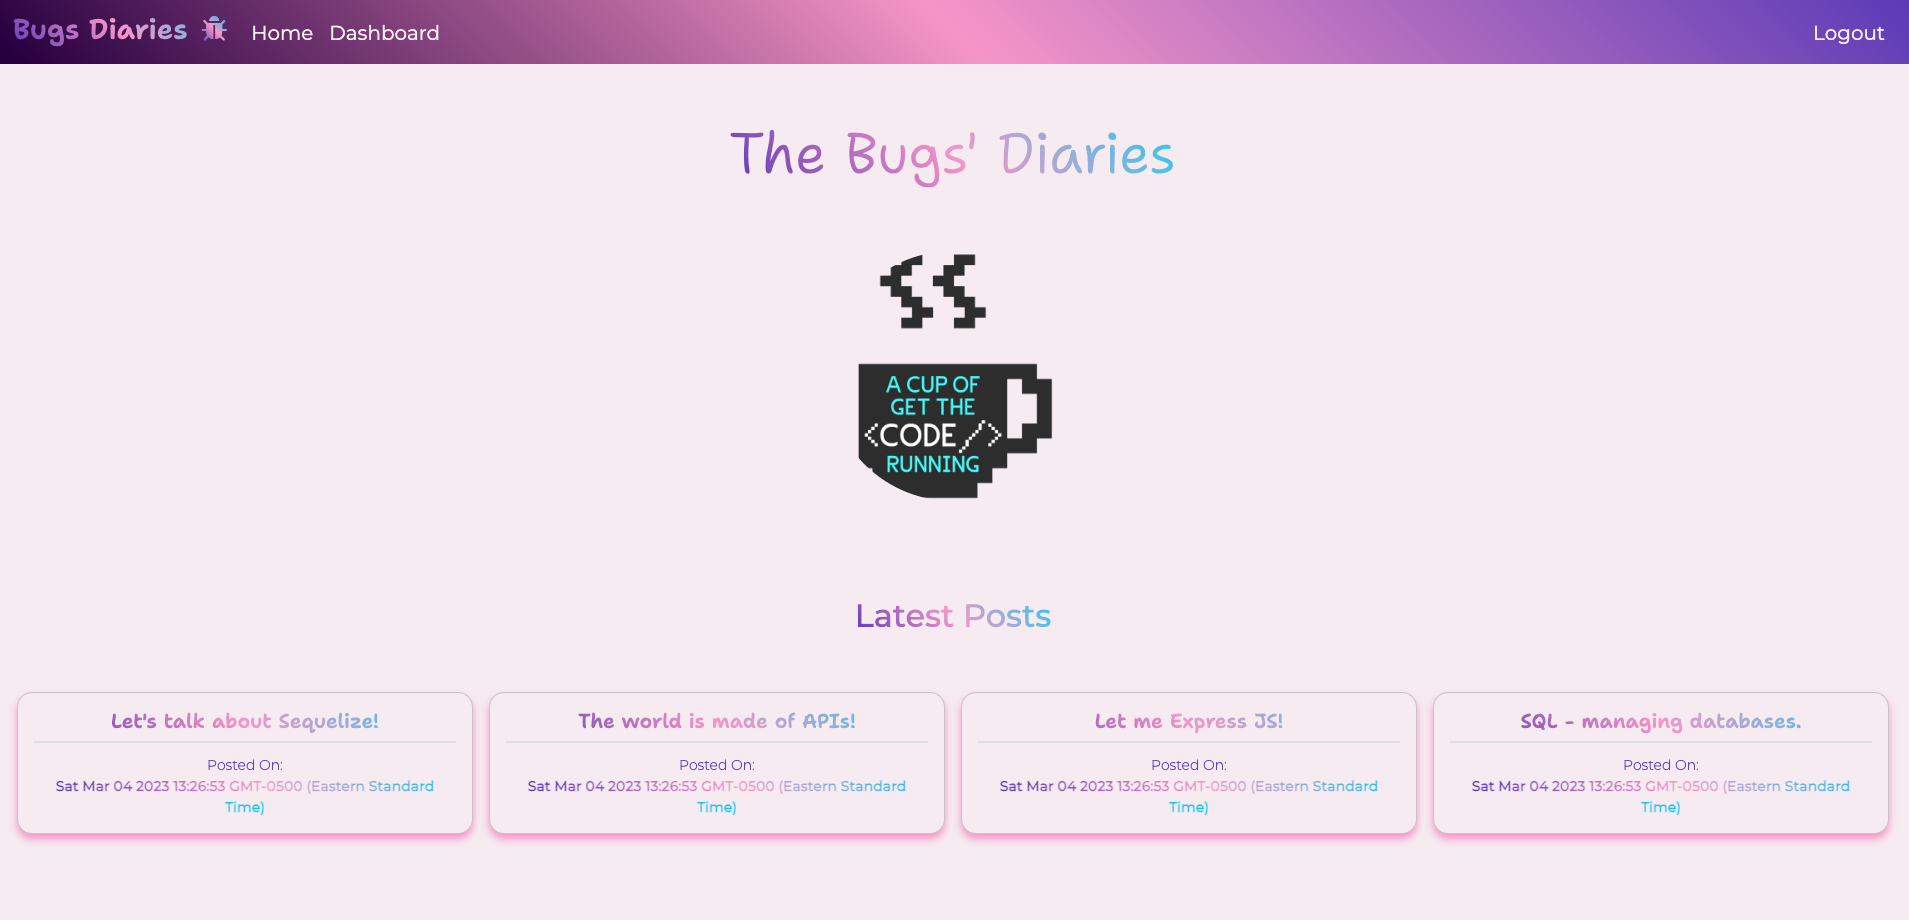 Bugs Diaries Home Dashboard Logout
The Bugs' Diaries
A CUP OF
GET THE
<CODE/>
RUNNING
Latest Posts
Let's talk about Sequelize!
Posted On:
Sat Mar 04 2023 13:26:53 GMT-0500 (Eastern Standard
Time)
The world is made of APIs!
Posted On:
Sat Mar 04 2023 13:26:53 GMT-0500 (Eastern Standard
Time)
Let me Express JS!
Posted On:
Sat Mar 04 2023 13:26:53 GMT-0500 (Eastern Standard
Time)
SQL - managing databases.
Posted On:
Sat Mar 04 2023 13:26:53 GMT-0500 (Eastern Standard
Time)